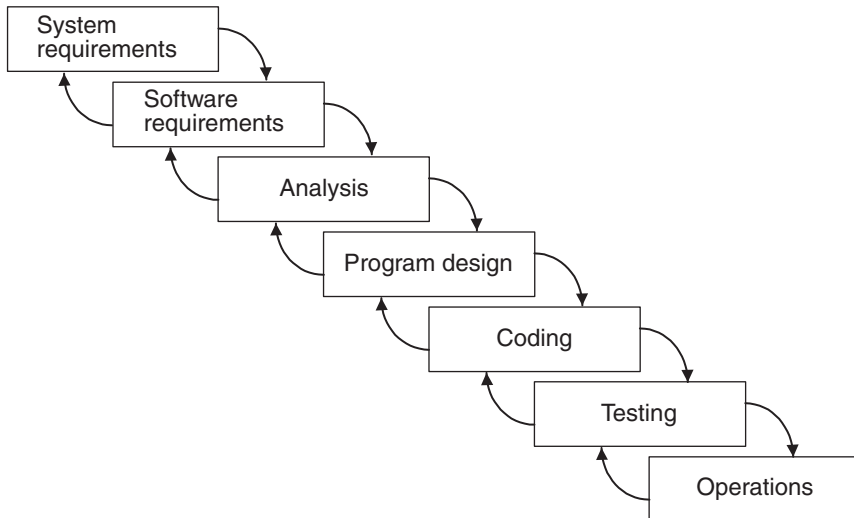 System
requirements
Software
requirements
Analysis
Program design
Coding
Testing
Operations